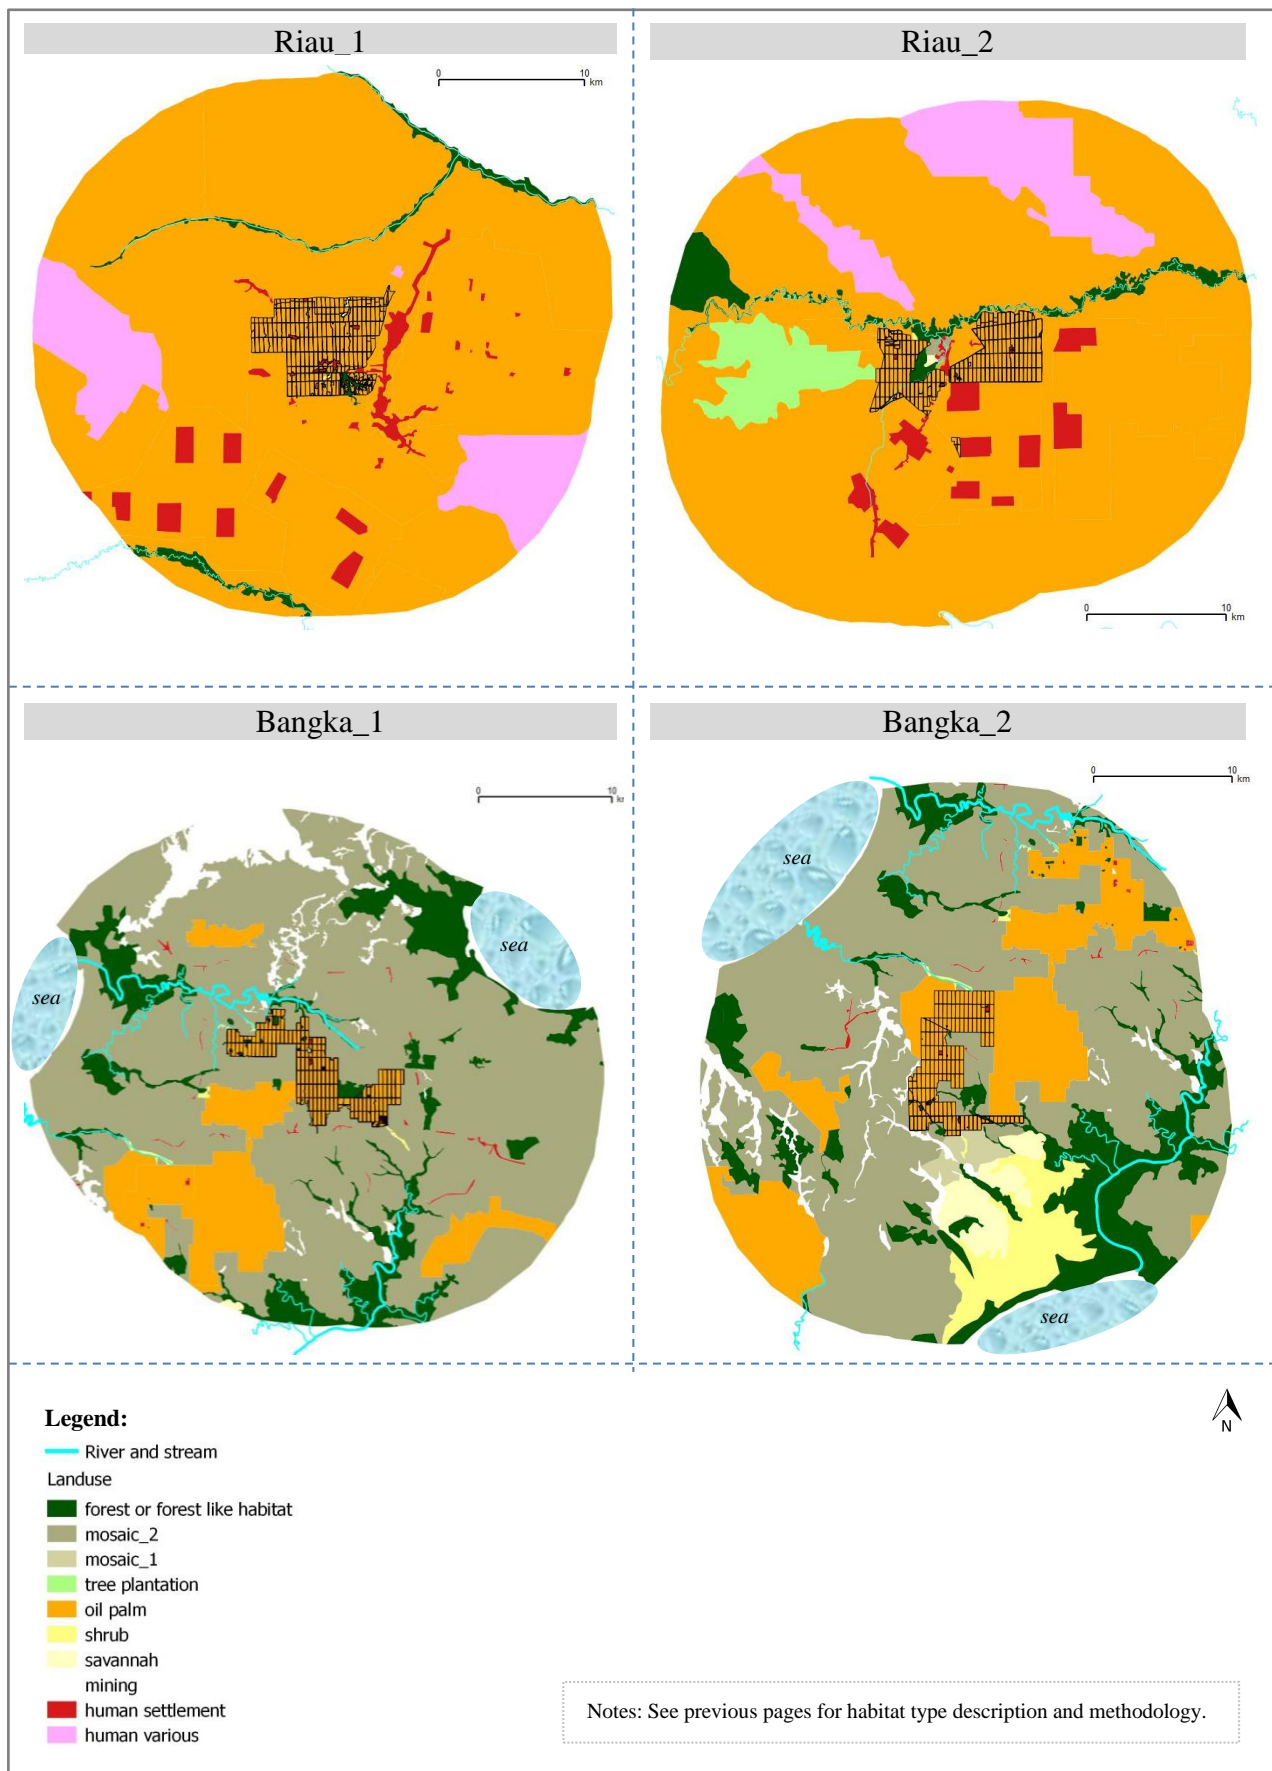 Riau_1
0 10
km
Riau_2
0 10
km
Bangka_1
0 10
sea
sea
Bangka_2
0 10
km
sea
sea
Legend:
River and stream
Landuse
forest or forest like habitat
mosaic_2
mosaic_1
tree plantation
oil palm
shrub
savannah
mining
human settlement
human various
N
Notes: See previous pages for habitat type description and methodology.